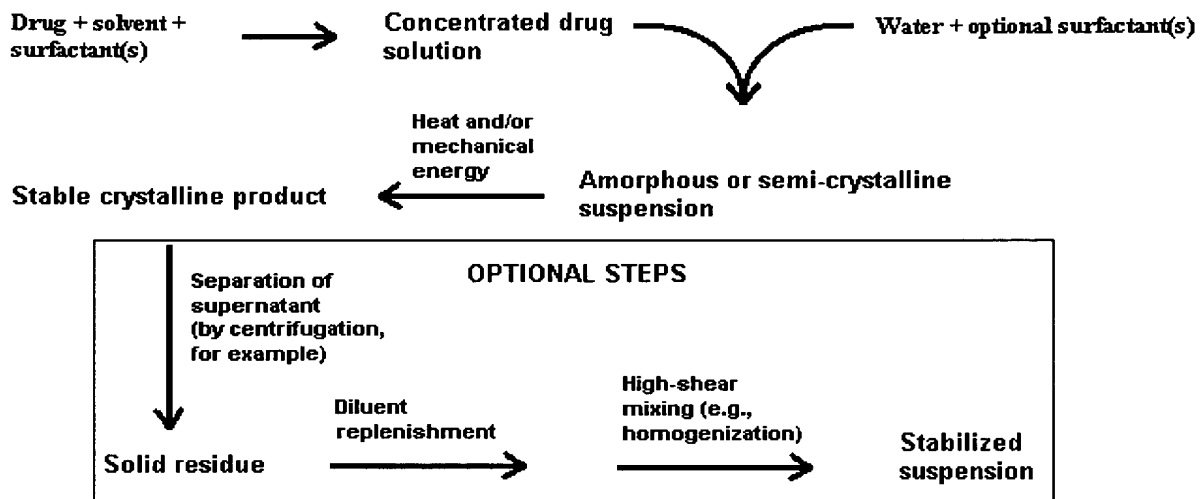 Drug + solvent +
surfactant(s)
Concentrated drug
solution
Water + optional surfactant(s)
Heat and/or
mechanical
energy
Stable crystalline product
Amorphous or semi-crystalline
suspension
OPTIONAL STEPS
Separation of
supernatant
(by centrifugation,
for example)
Solid residue
Diluent
replenishment
High-shear
mixing (e.g.,
homogenization)
Stabilized
suspension